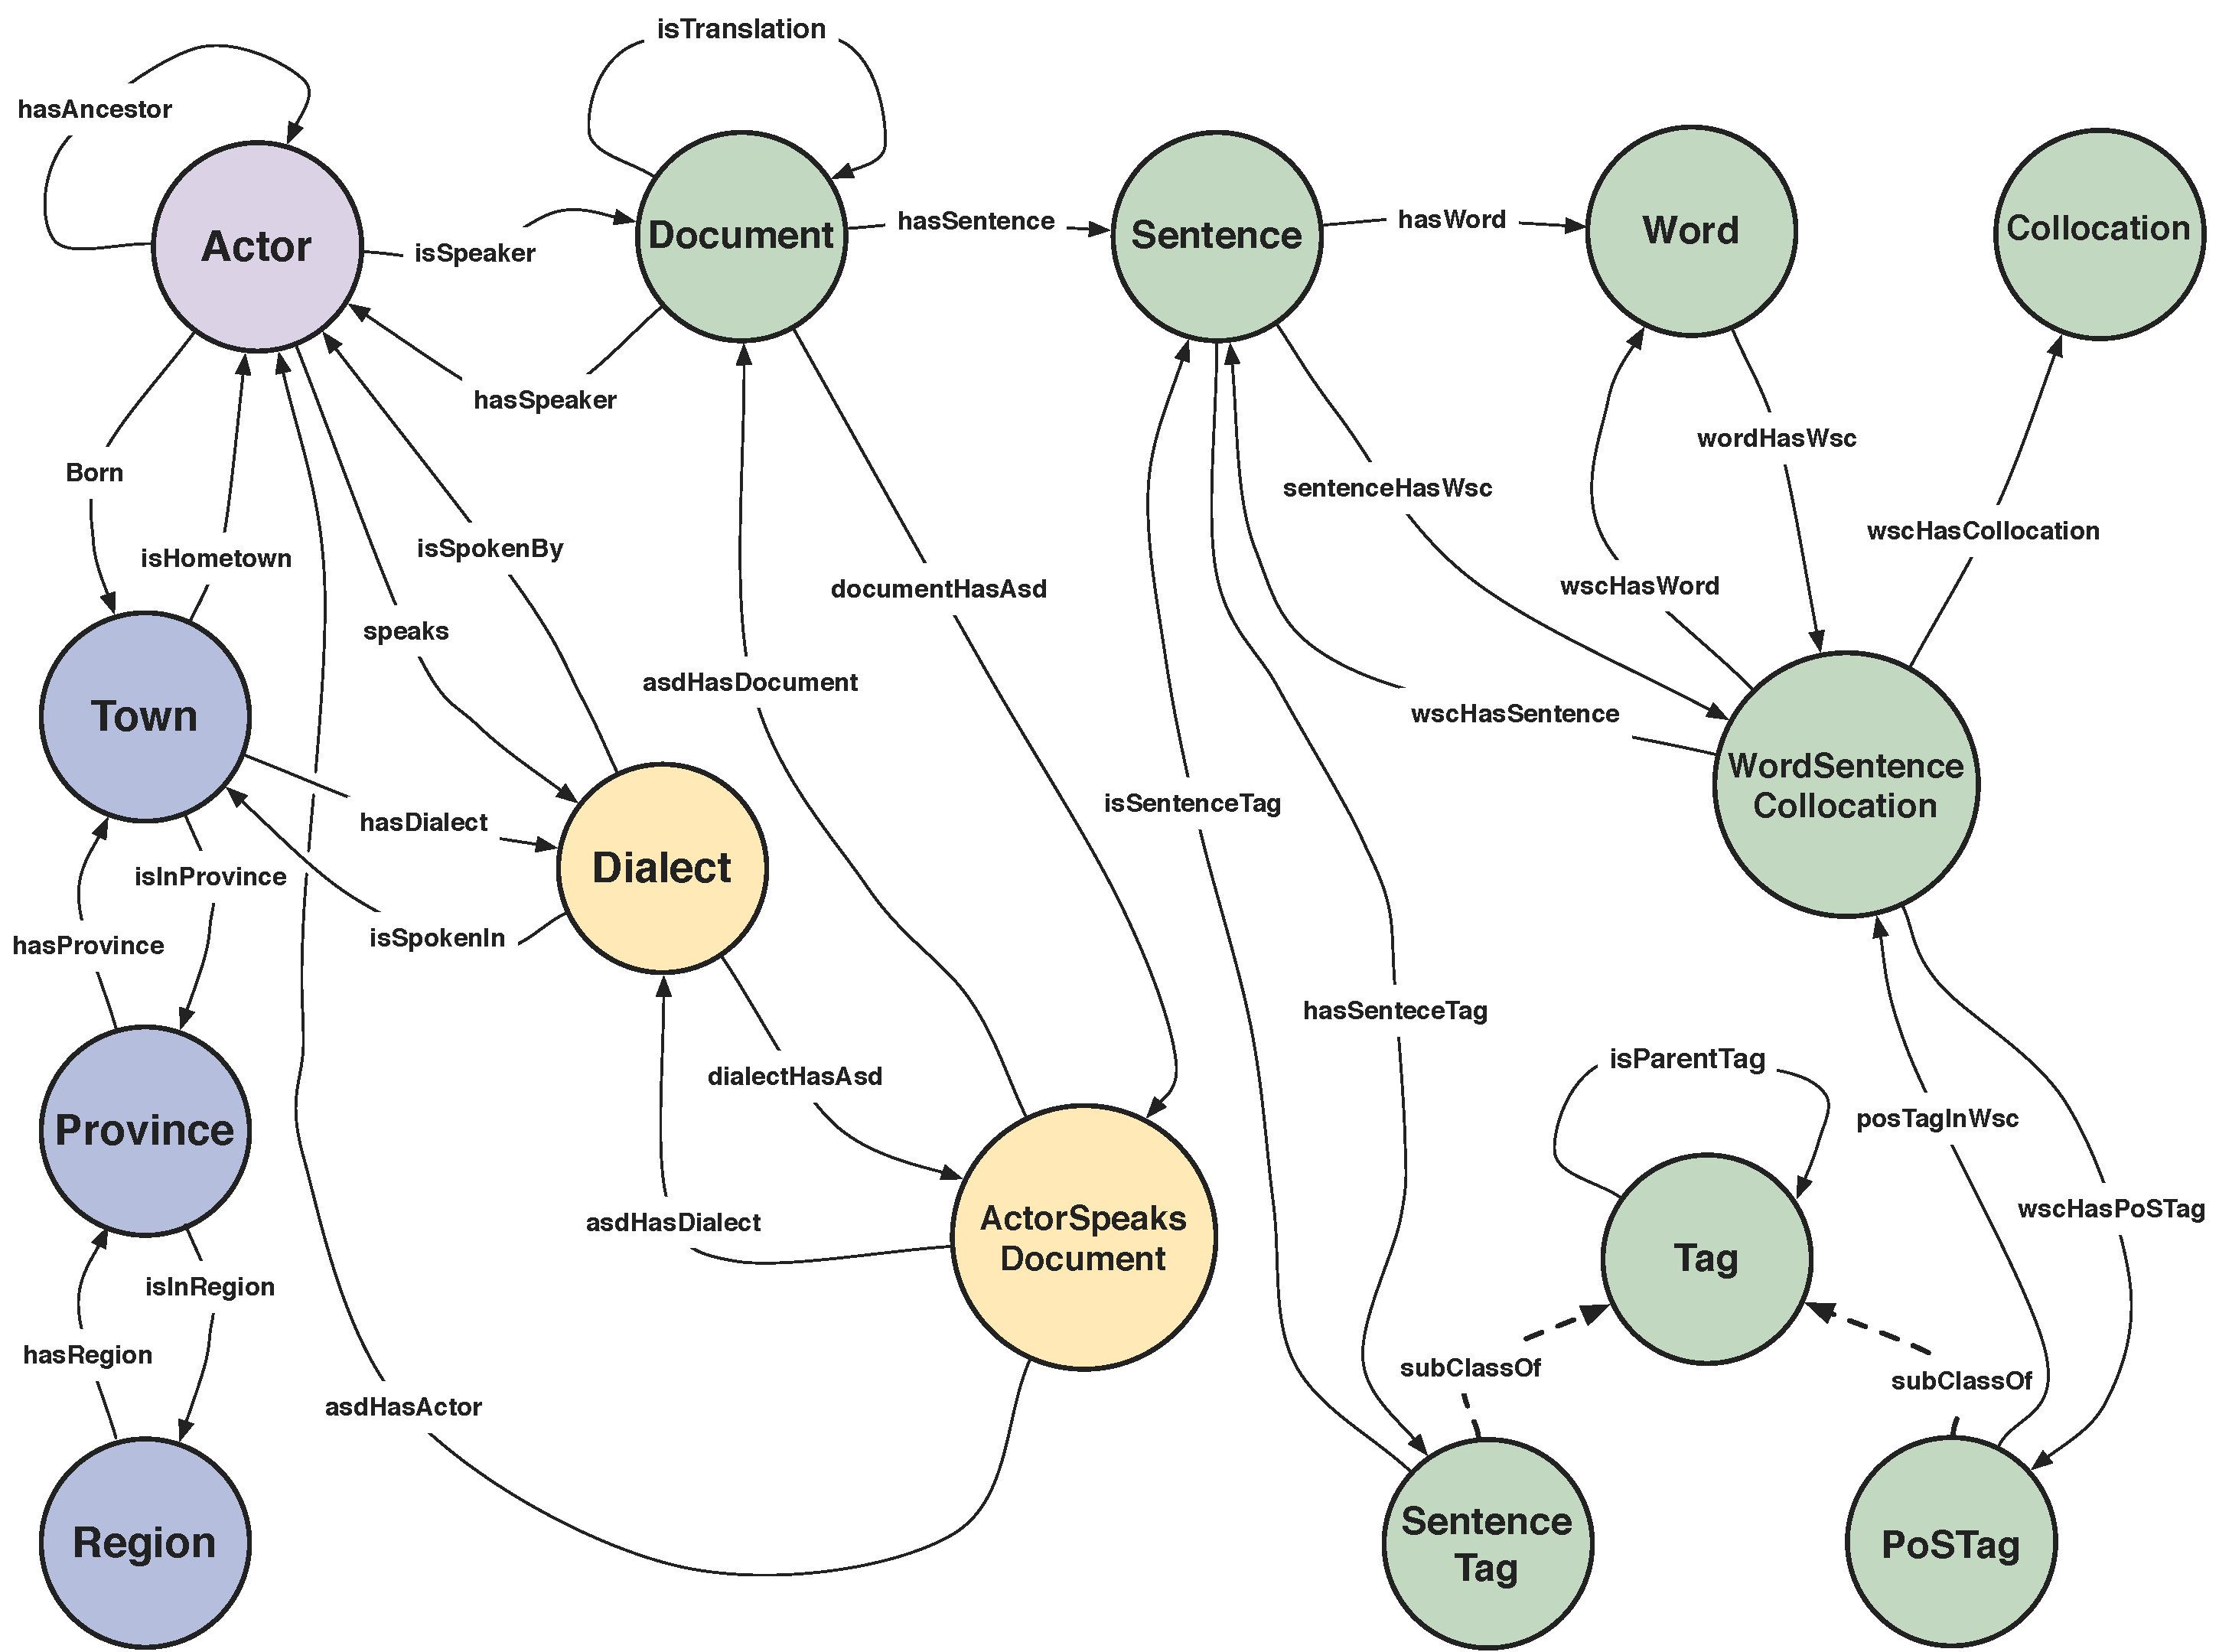 isTranslation
hasAncestor
Actor
isSpeaker
Document
hasSentence
Sentence
hasWord
Word
Collocation
hasSpeaker
Born
isHometown
isSpokenBy
speaks
documentHasAsd
asdHasDocument
sentenceHasWsc
wordHasWsc
wscHasCollocation
wscHasWord
wscHasSentence
Town
hasDialect
Dialect
isSpokenIn
isInProvince
hasProvince
isSentenceTag
WordSentence
Collocation
hasSenteceTag
dialectHasAsd
isParentTag
posTagInWsc
Province
asdHasDialect
ActorSpeaks
Document
Tag
wscHasPoSTag
isInRegion
hasRegion
asdHasActor
subClassOf
subClassOf
Region
Sentence
Tag
PoSTag